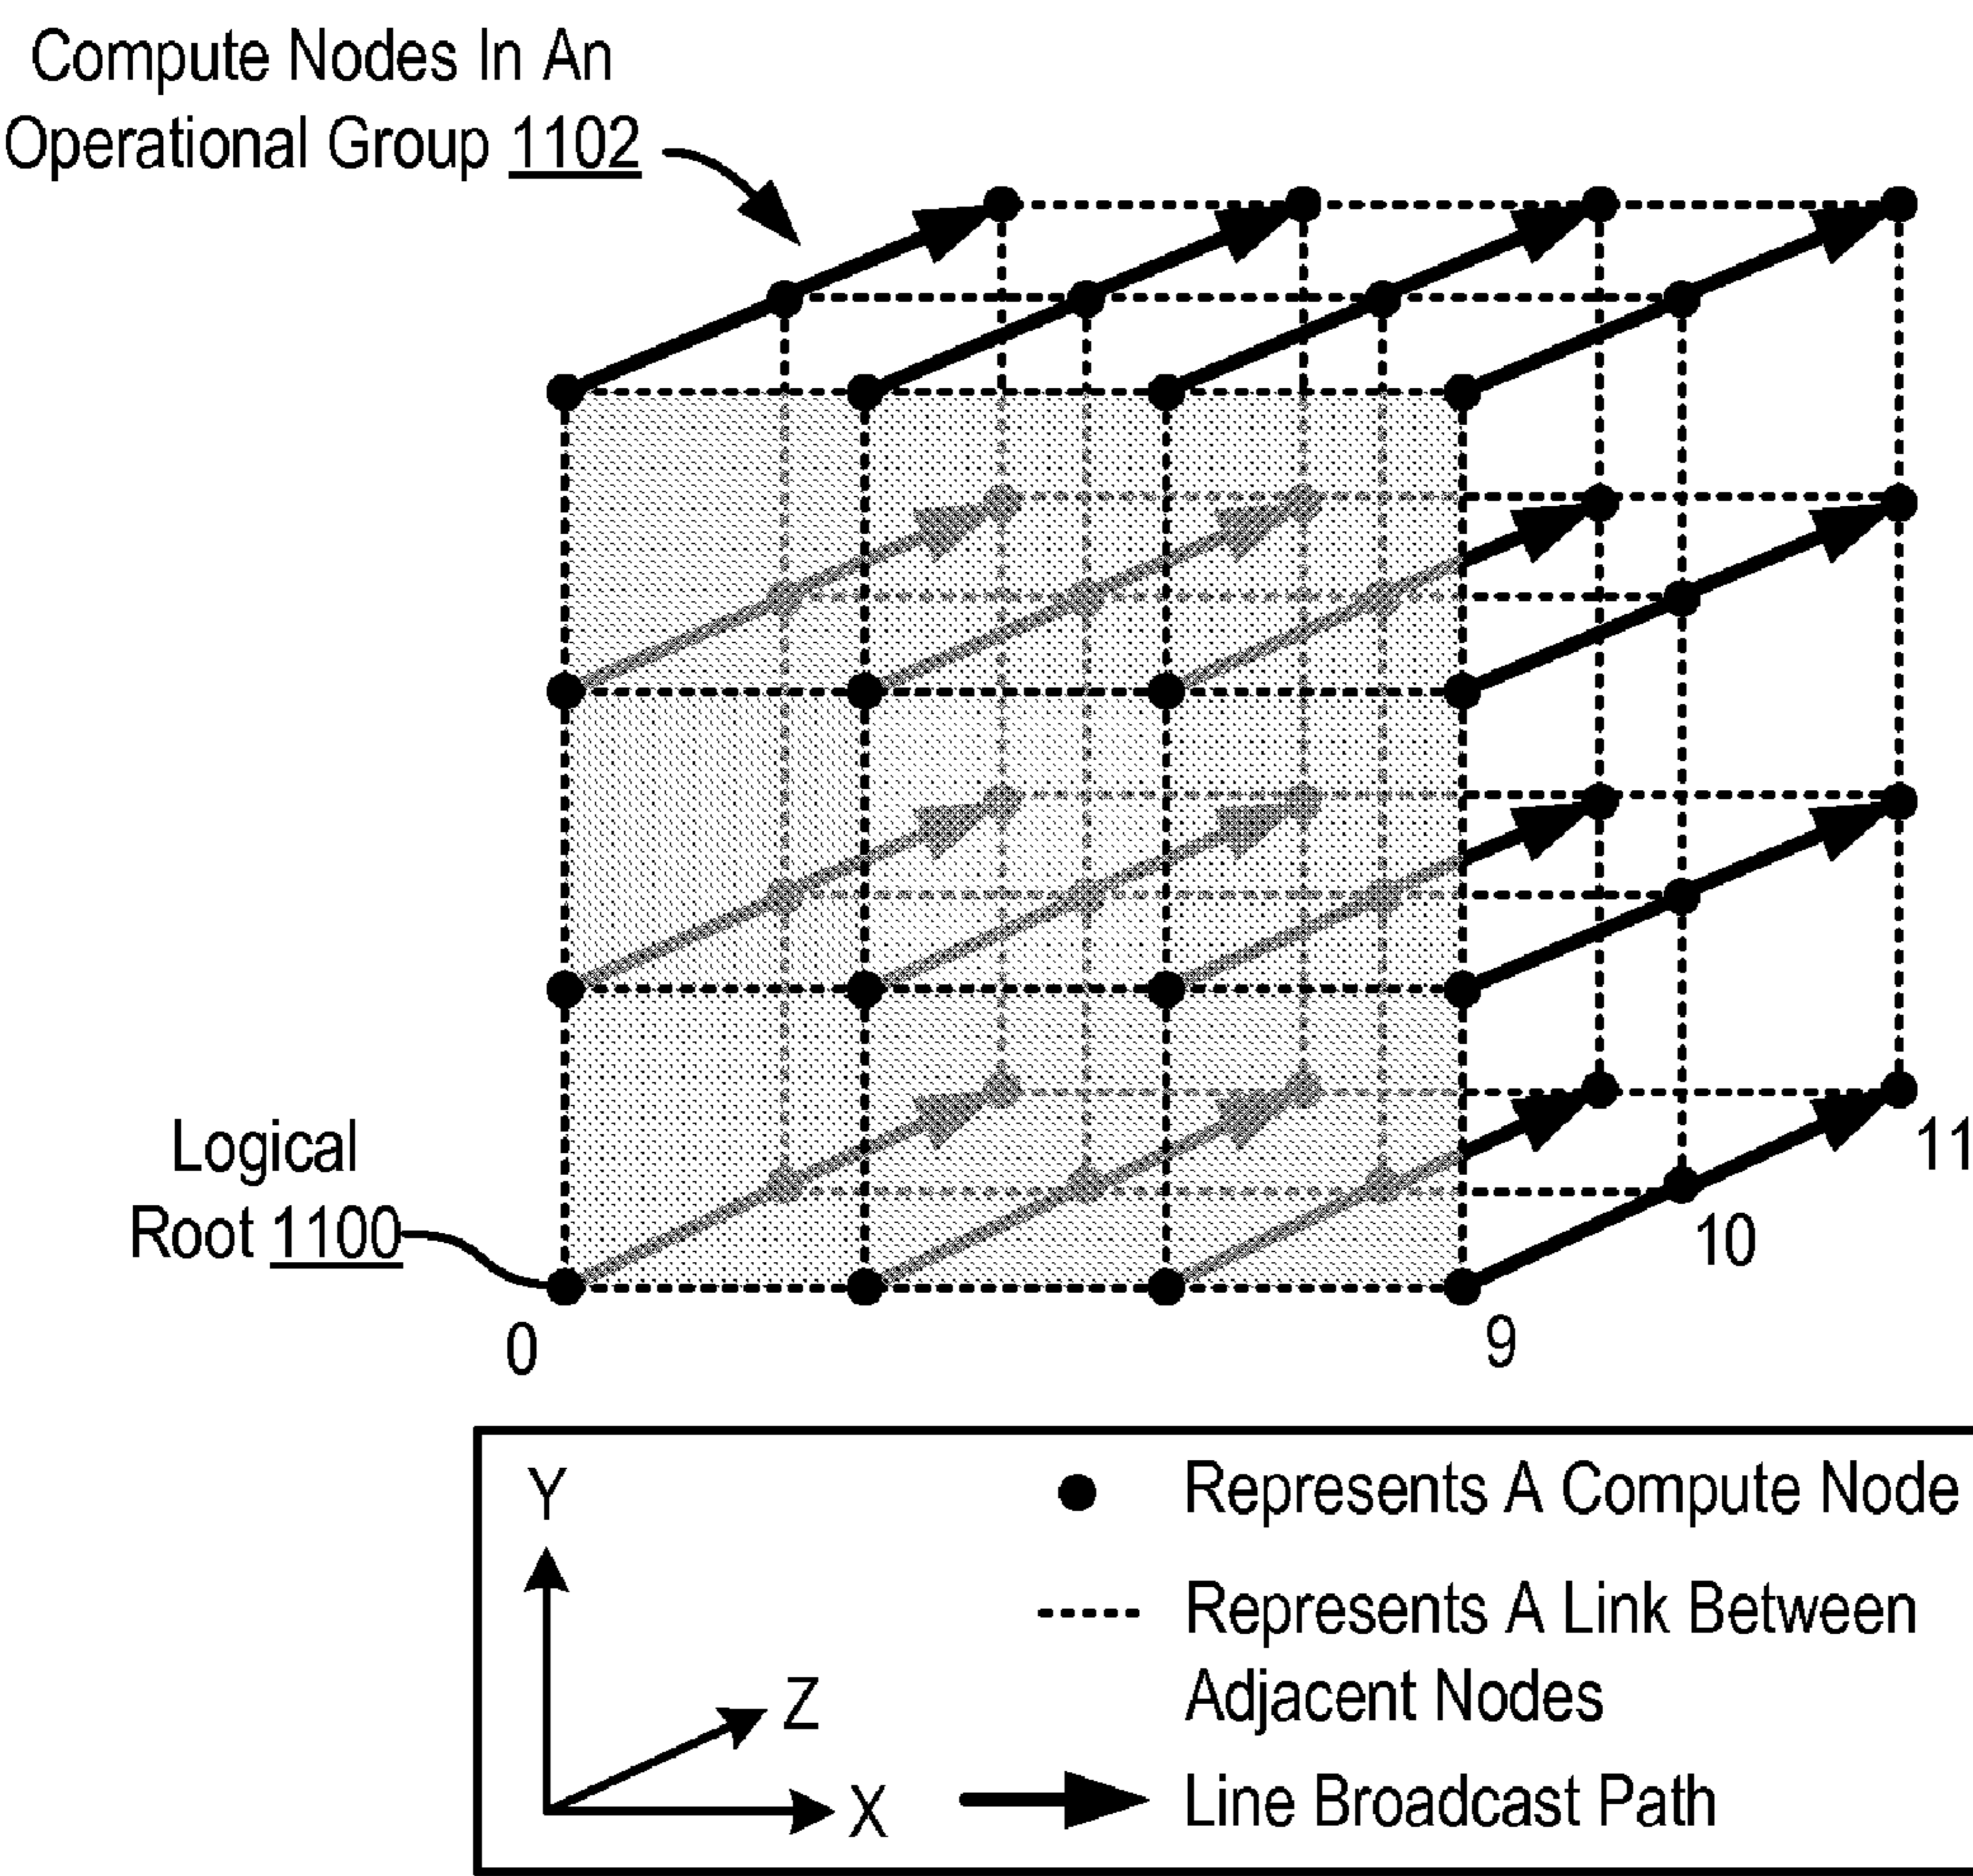 Compute Nodes In An
Operational Group 1102
Logical
Root 1100
0
9
10
11
Y
Z
X
Represents A Compute Node
Represents A Link Between
Adjacent Nodes
Line Broadcast Path